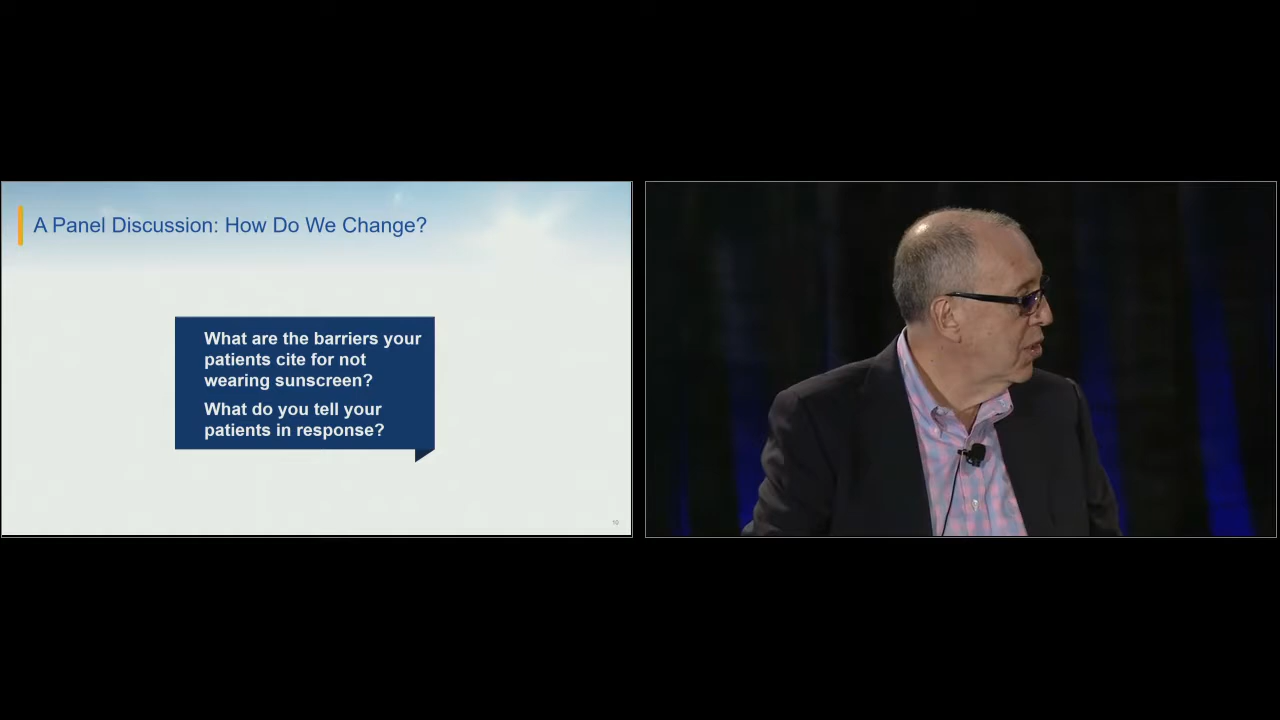 A Panel Discussion: How Do We Change?
What are the barriers your
patients cite for not
wearing sunscreen?
What do you tell your
patients in response?